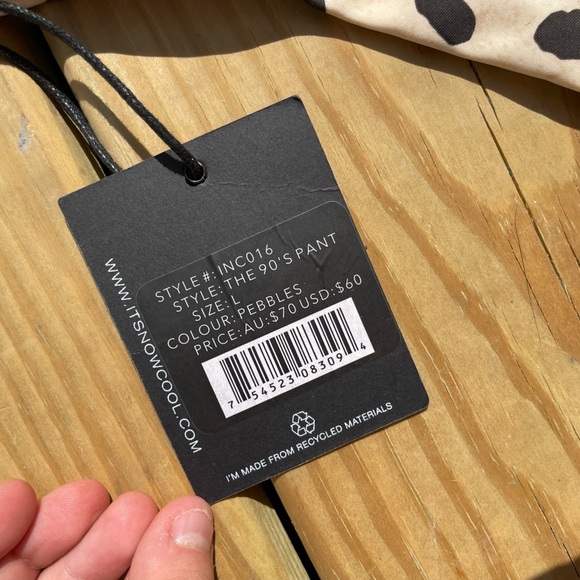 STYLE #: INC016
STYLE: THE 90'S PANT
SIZE: L
COLOUR: PEBBLES
PRICE: AU:$70 USD:$60
7 54523 08309 4
I'M MADE FROM RECYCLED MATERIALS
WWW.ITSNOWCOOL.COM